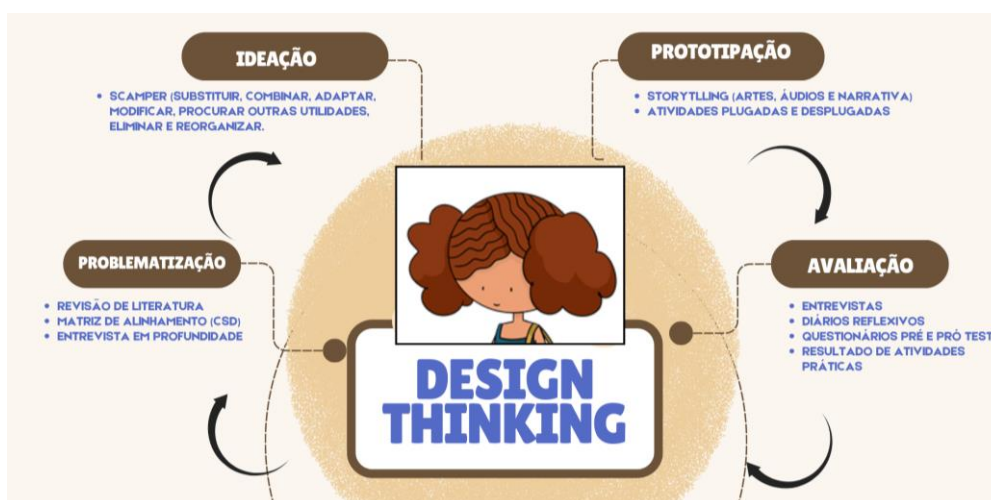 IDEAÇÃO
• SCAMPER (SUBSTITUIR, COMBINAR, ADAPTAR,
MODIFICAR, PROCURAR OUTRAS UTILIDADES,
ELIMINAR E REORGANIZAR.
PROTOTIPAÇÃO
• STORYTLLING (ARTES, ÁUDIOS E NARRATIVA)
• ATIVIDADES PLUGADAS E DESPLUGADAS
PROBLEMATIZAÇÃO
• REVISÃO DE LITERATURA
• MATRIZ DE ALINHAMENTO (CSD)
• ENTREVISTA EM PROFUNDIDADE
AVALIAÇÃO
• ENTREVISTAS
• DIÁRIOS REFLEXIVOS
• QUESTIONÁRIOS PRÉ E PRÓ TEST
• RESULTADO DE ATIVIDADES
PRÁTICAS
DESIGN
THINKING